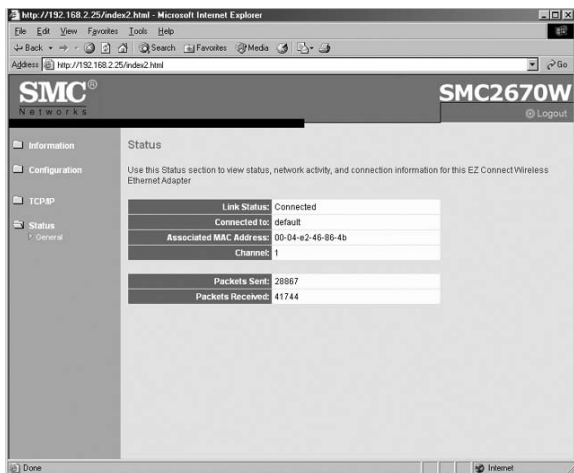 http://192.168.2.25/index2.html - Microsoft Internet Explorer
File Edit View Favorites Tools Help
Back Search Favorites Media
Address http://192.168.2.25/index2.html Go
SMC®
Networks
SMC2670W
Logout
Information
Configuration
TCP/IP
Status
General
Status
Use this Status section to view status, network activity, and connection information for this EZ Connect Wireless
Ethernet Adapter
Link Status: Connected
Connected to: default
Associated MAC Address: 00-04-e2-46-86-4b
Channel: 1
Packets Sent: 28867
Packets Received: 41744
Done Internet